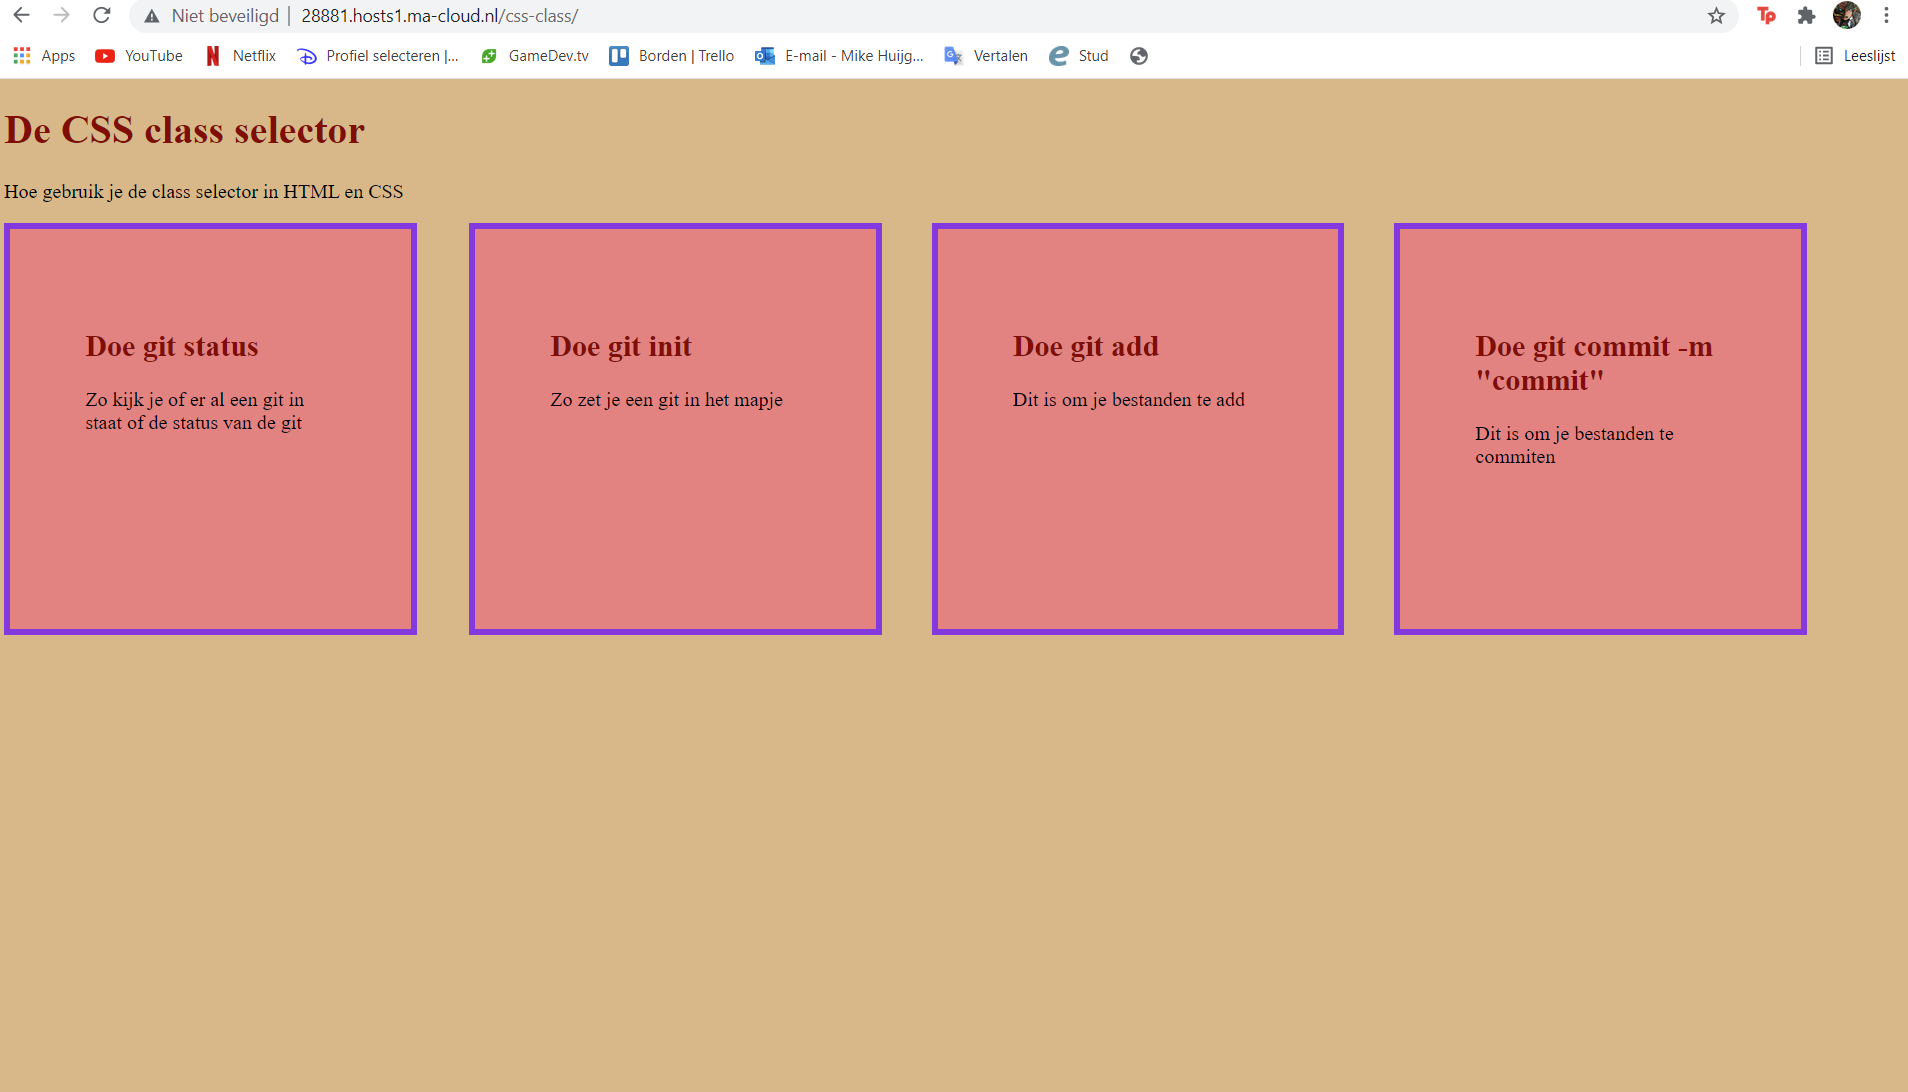 Niet beveiligd | 28881.hosts1.ma-cloud.nl/css-class/
Tp
Apps YouTube Netflix Profiel selecteren |... GameDev.tv Borden | Trello E-mail - Mike Huijg... Vertalen Stud Leeslijst
De CSS class selector
Hoe gebruik je de class selector in HTML en CSS
Doe git status
Zo kijk je of er al een git in
staat of de status van de git
Doe git init
Zo zet je een git in het mapje
Doe git add
Dit is om je bestanden te add
Doe git commit -m
"commit"
Dit is om je bestanden te
commiten